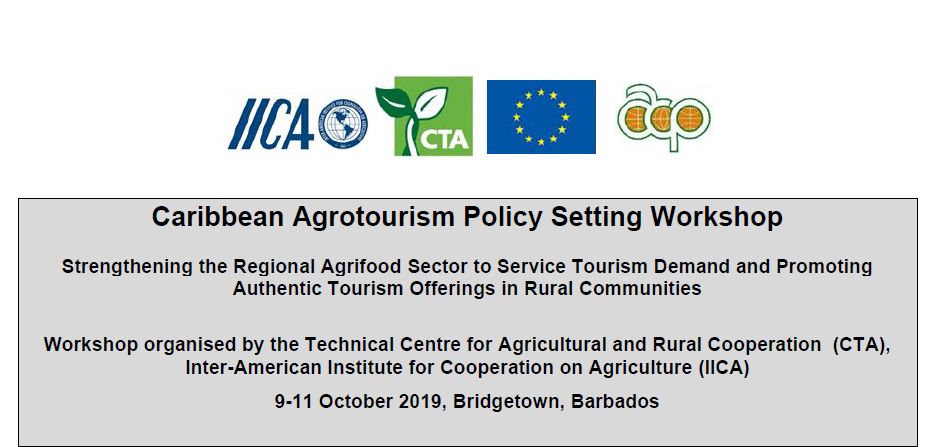 IICA CTA acp
Caribbean Agrotourism Policy Setting Workshop
Strengthening the Regional Agrifood Sector to Service Tourism Demand and Promoting
Authentic Tourism Offerings in Rural Communities
Workshop organised by the Technical Centre for Agricultural and Rural Cooperation (CTA),
Inter-American Institute for Cooperation on Agriculture (IICA)
9-11 October 2019, Bridgetown, Barbados